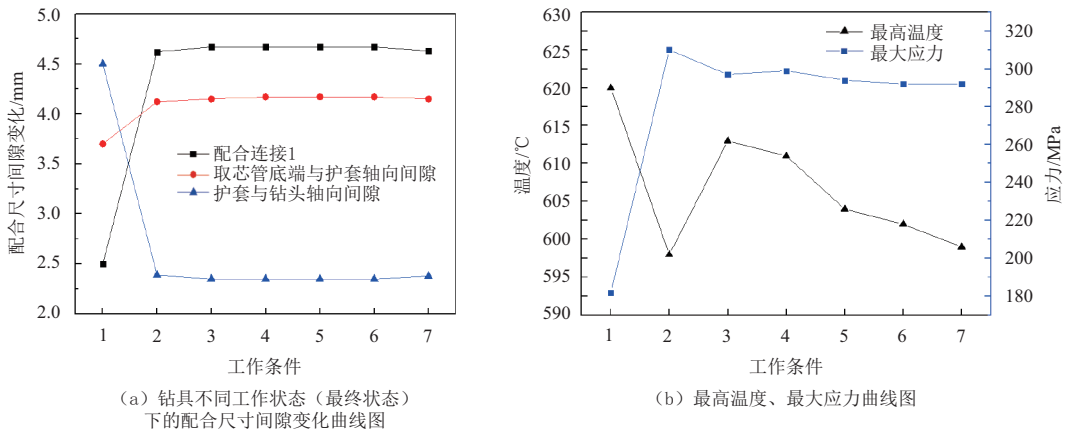 5.0
4.5
4.0
3.5
3.0
2.5
2.0
配合尺寸间隙变化/mm
配合连接1
取芯管底端与护套轴向间隙
护套与钻头轴向间隙
1 2 3 4 5 6 7
工作条件
（a）钻具不同工作状态（最终状态）
下的配合尺寸间隙变化曲线图
630
625
620
615
610
605
600
595
590
温度/℃
最高温度
最大应力
320
300
280
260
240
220
200
180
应力/MPa
1 2 3 4 5 6 7
工作条件
（b）最高温度、最大应力曲线图